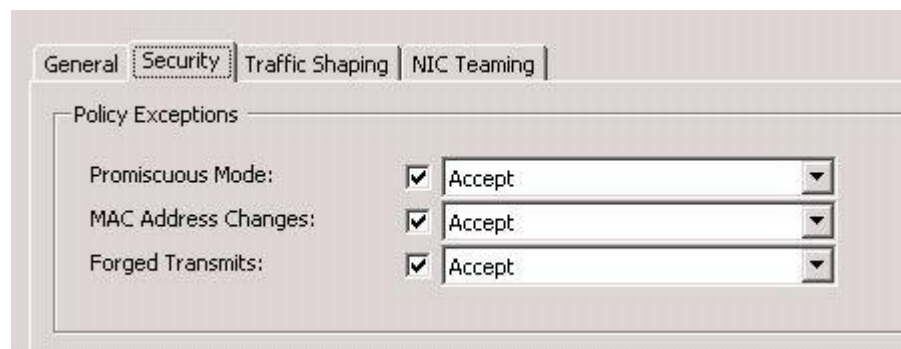 General Security Traffic Shaping NIC Teaming
Policy Exceptions
Promiscuous Mode: Accept
MAC Address Changes: Accept
Forged Transmits: Accept